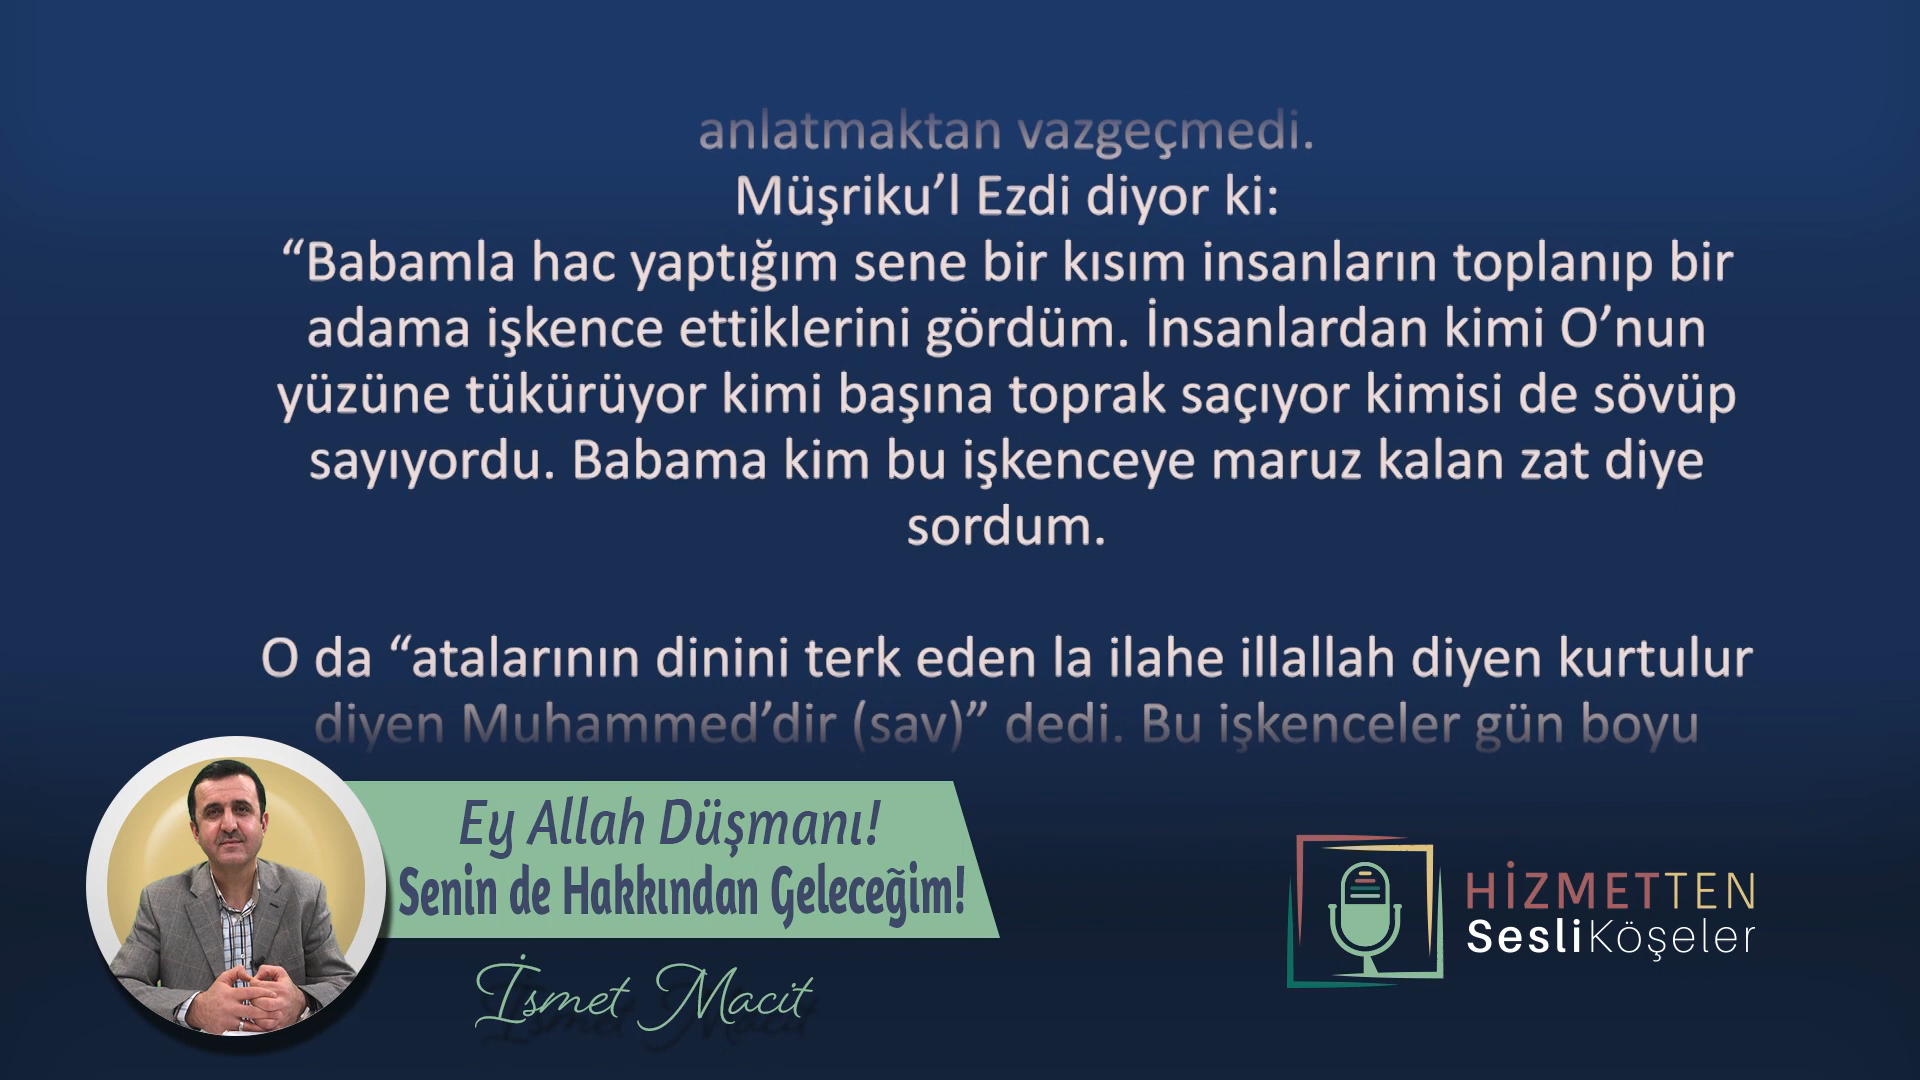 anlatmaktan vazgeçmedi.
Müşriku’l Ezdi diyor ki:
“Babamla hac yaptığım sene bir kısım insanların toplanıp bir
adama işkence ettiklerini gördüm. İnsanlardan kimi O’nun
yüzüne tükürüyor kimi başına toprak saçıyor kimisi de sövüp
sayıyordu. Babama kim bu işkenceye maruz kalan zat diye
sordum.
O da “atalarının dinini terk eden la ilahe illallah diyen kurtulur
diyen Muhammed’dir (sav)” dedi. Bu işkenceler gün boyu
Ey Allah Düşmanı!
Senin de Hakkından Geleceğim!
İsmet Macit
HİZMETTEN
SesliKöşeler